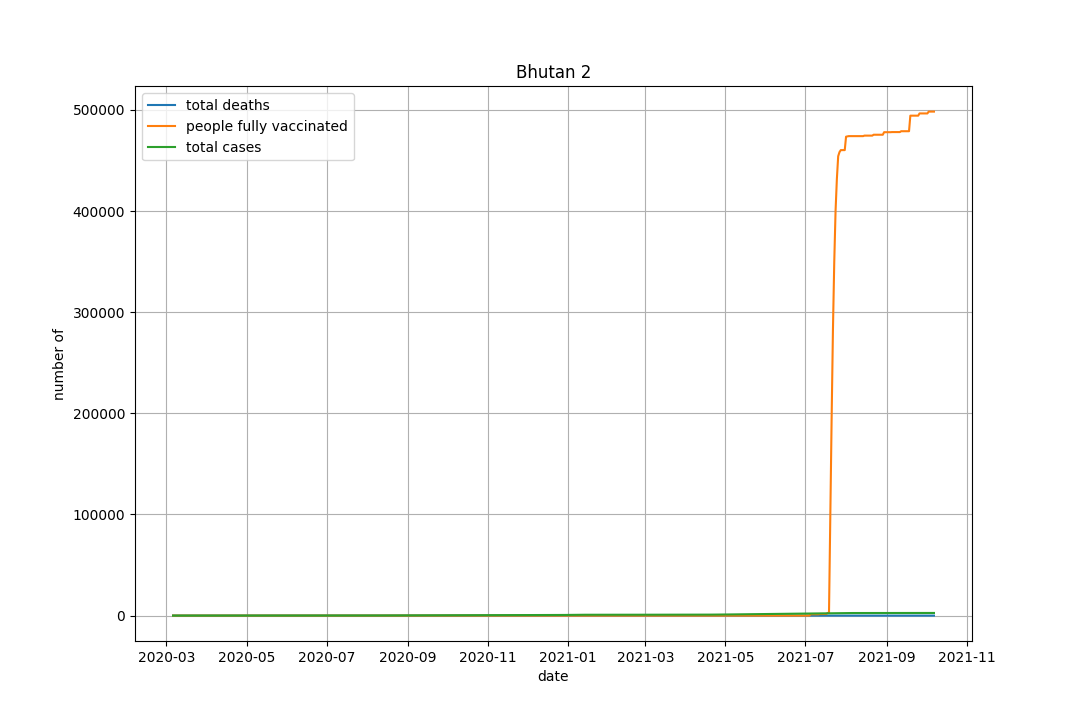 Bhutan 2
total deaths
people fully vaccinated
total cases
500000
400000
300000
200000
100000
0
number of
2020-03 2020-05 2020-07 2020-09 2020-11 2021-01 2021-03 2021-05 2021-07 2021-09 2021-11
date